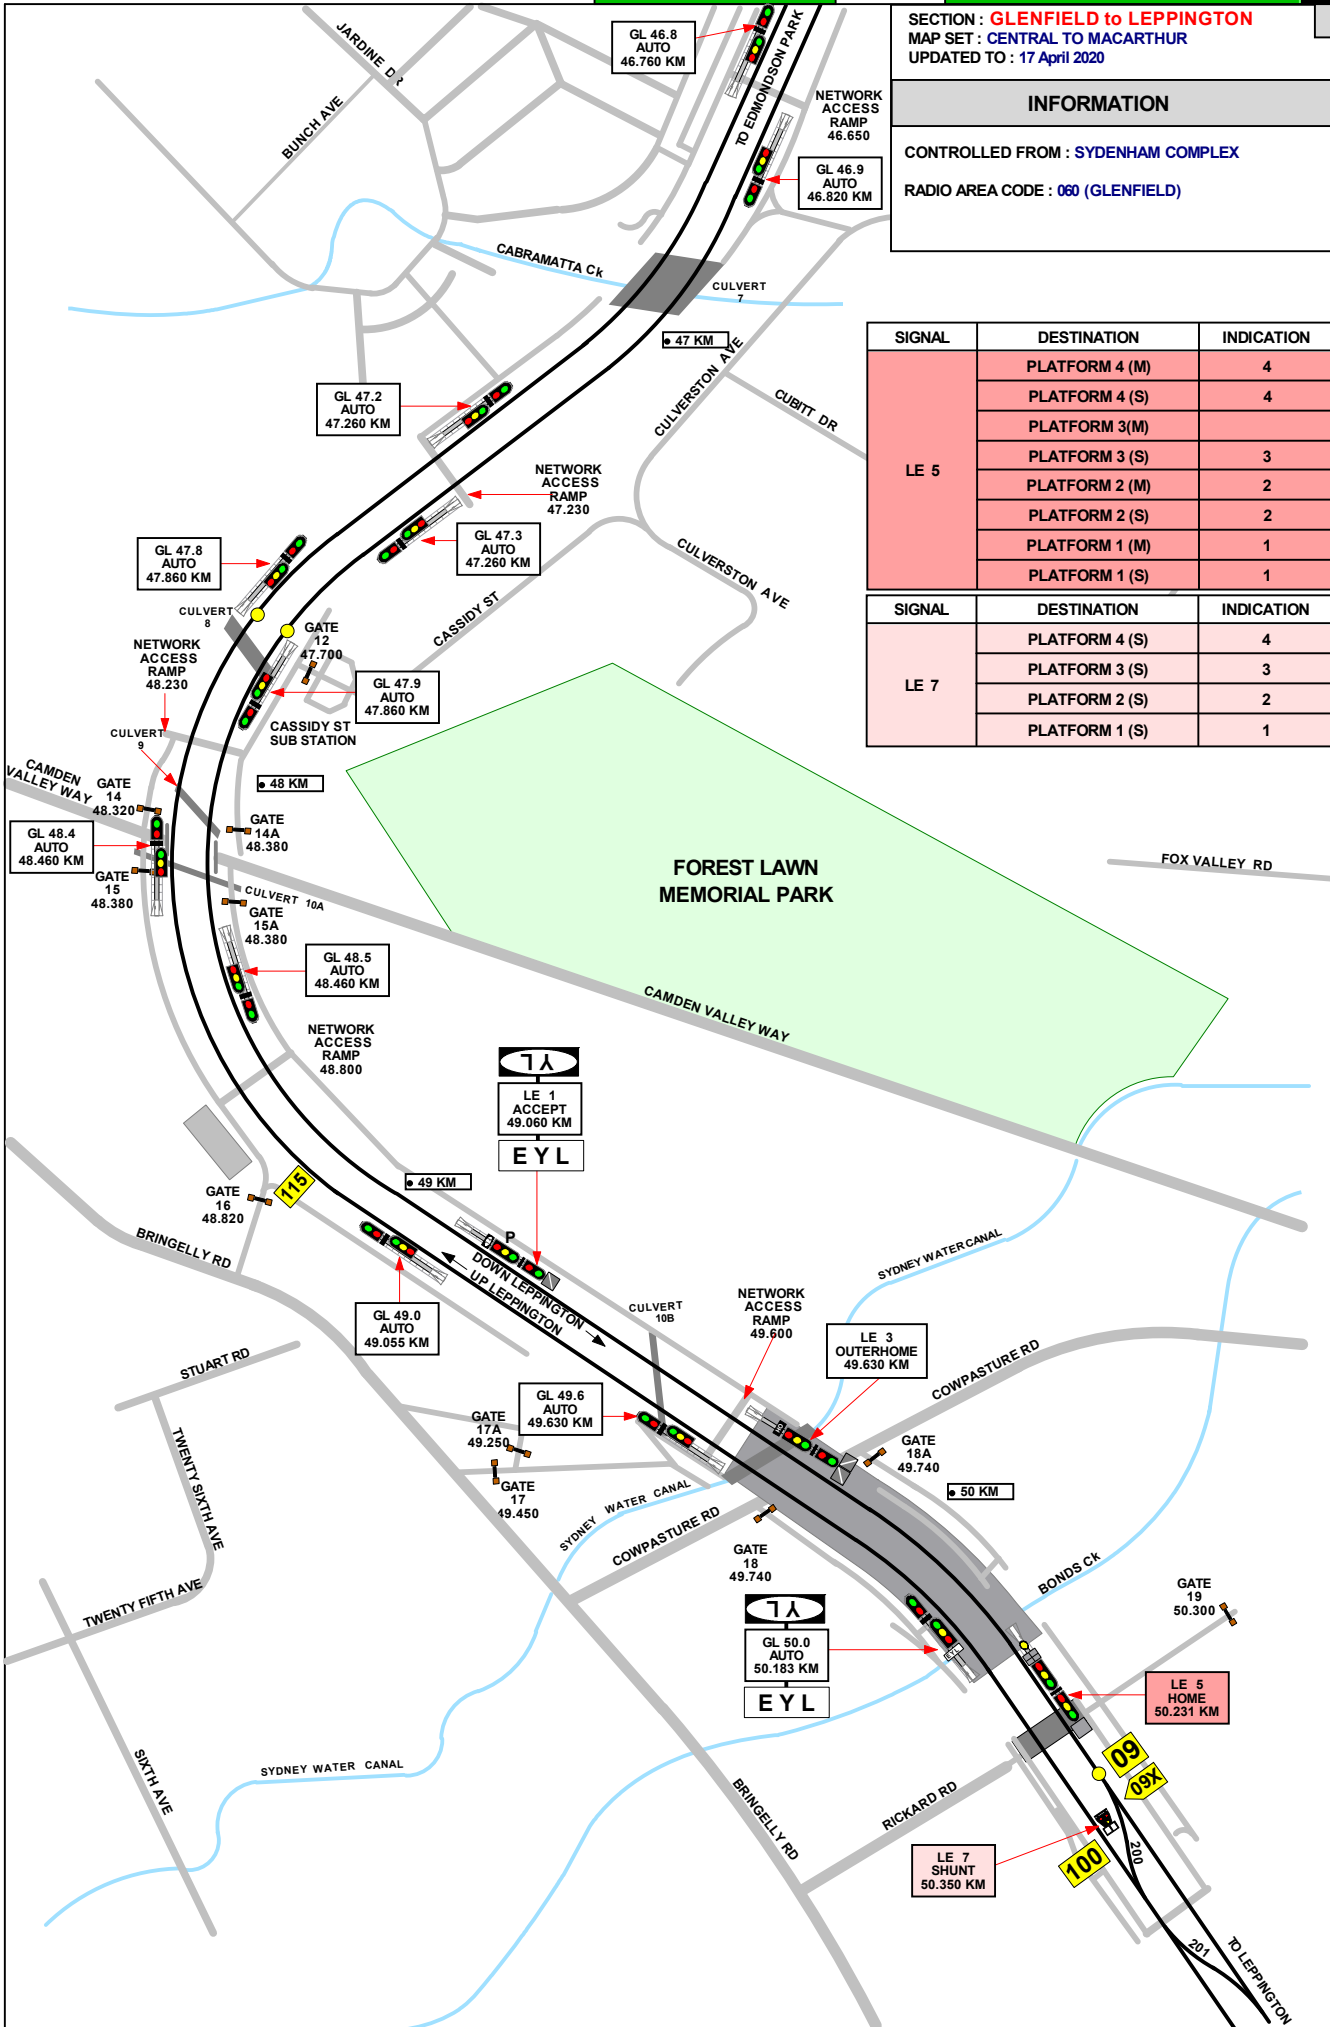 SECTION : GLENFIELD to LEPPINGTON
MAP SET : CENTRAL TO MACARTHUR
UPDATED TO : 17 April 2020
INFORMATION
CONTROLLED FROM : SYDENHAM COMPLEX
RADIO AREA CODE : 060 (GLENFIELD)
GL 46.8
AUTO
46.760 KM
JARDINE DR
BUNCH AVE
TO EDMONDSON PARK
NETWORK
ACCESS
RAMP
46.650
GL 46.9
AUTO
46.820 KM
CABRAMATTA Ck
CULVERT
7
47 KM
SIGNAL DESTINATION INDICATION
LE 5
PLATFORM 4 (M) 4
PLATFORM 4 (S) 4
PLATFORM 3(M)
PLATFORM 3 (S) 3
PLATFORM 2 (M) 2
PLATFORM 2 (S) 2
PLATFORM 1 (M) 1
PLATFORM 1 (S) 1
SIGNAL DESTINATION INDICATION
LE 7
PLATFORM 4 (S) 4
PLATFORM 3 (S) 3
PLATFORM 2 (S) 2
PLATFORM 1 (S) 1
CULVERSTON AVE
CUBITT DR
GL 47.2
AUTO
47.260 KM
NETWORK
ACCESS
RAMP
47.230
GL 47.3
AUTO
47.260 KM
GL 47.8
AUTO
47.860 KM
CULVERSTON AVE
CASSIDY ST
CULVERT
8
GATE
12
47.700
NETWORK
ACCESS
RAMP
48.230
GL 47.9
AUTO
47.860 KM
CASSIDY ST
SUB STATION
CULVERT
9
48 KM
CAMDEN
VALLEY WAY
GATE
14
48.320
GATE
14A
48.380
GL 48.4
AUTO
48.460 KM
GATE
15
48.380
CULVERT 10A
GATE
15A
48.380
FOREST LAWN
MEMORIAL PARK
FOX VALLEY RD
GL 48.5
AUTO
48.460 KM
CAMDEN VALLEY WAY
NETWORK
ACCESS
RAMP
48.800
YL
LE 1
ACCEPT
49.060 KM
EYL
49 KM
115
GATE
16
48.820
BRINGELLY RD
P
DOWN LEPPINGTON
UP LEPPINGTON
GL 49.0
AUTO
49.055 KM
CULVERT
10B
NETWORK
ACCESS
RAMP
49.600
SYDNEY WATER CANAL
LE 3
OUTERHOME
49.630 KM
COWPASTURE RD
STUART RD
GL 49.6
AUTO
49.630 KM
GATE
17A
49.250
GATE
17
49.450
GATE
18A
49.740
50 KM
TWENTY SIXTH AVE
SYDNEY WATER CANAL
COWPASTURE RD
GATE
18
49.740
TWENTY FIFTH AVE
BONDS Ck
GATE
19
50.300
YL
GL 50.0
AUTO
50.183 KM
EYL
EYL
LE 5
HOME
50.231 KM
SIXTH AVE
SYDNEY WATER CANAL
BRINGELLY RD
RICKARD RD
09
09X
LE 7
SHUNT
50.350 KM
100
200
201
TO LEPPINGTON